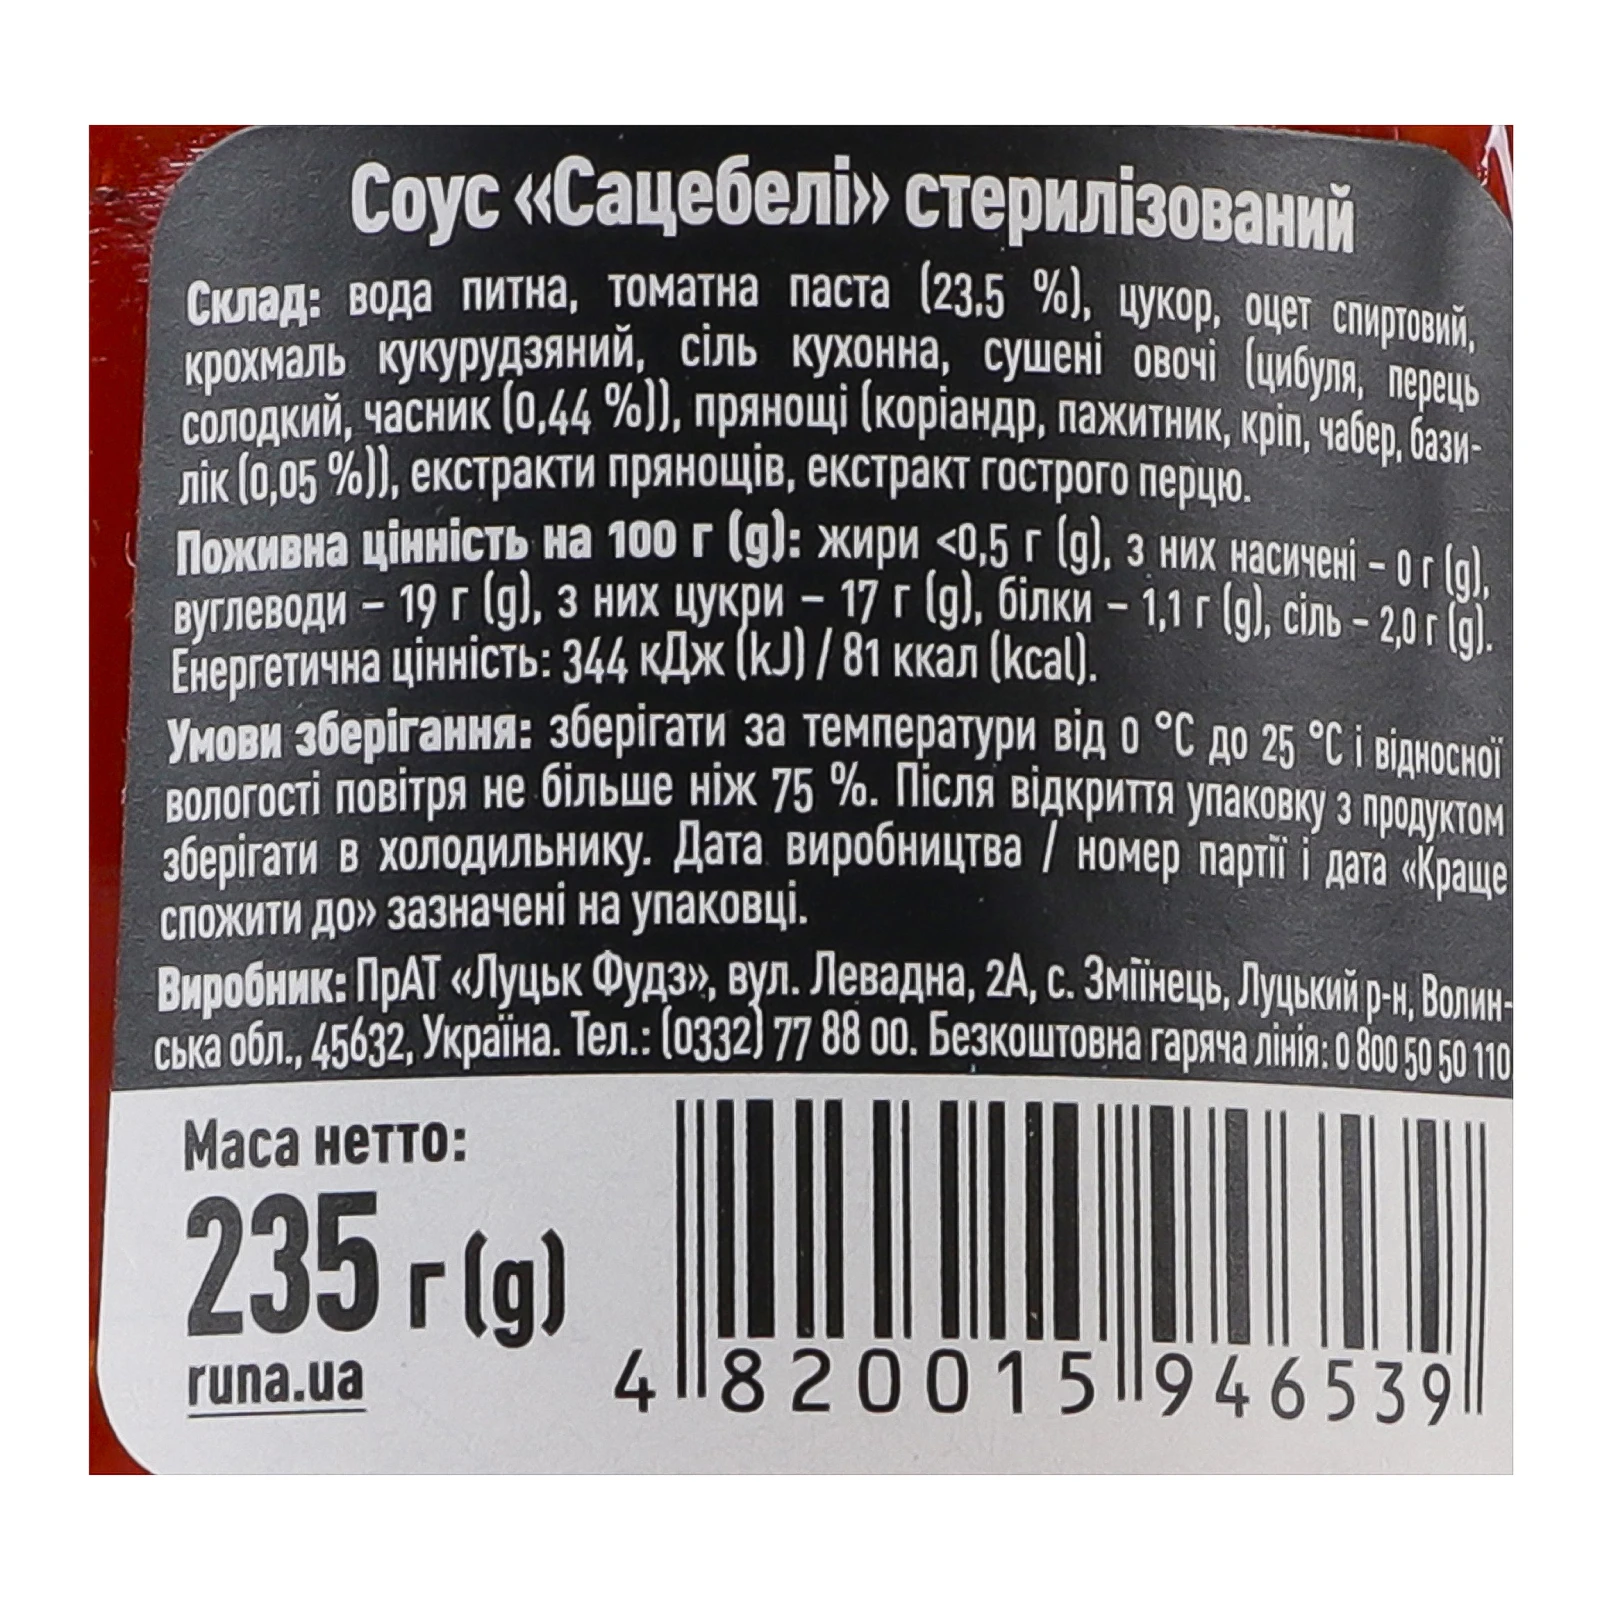 Соус «Сацебелі» стерилізований
Склад: вода питна, томатна паста (23,5 %), цукор, оцет спиртовий,
крохмаль кукурудзяний, сіль кухонна, сушені овочі (цибуля, перець
солодкий, часник (0,44 %)), прянощі (коріандр, пажитник, кріп, чабер, бази-
лік (0,05 %)), екстракти прянощів, екстракт гострого перцю.
Поживна цінність на 100 г (g): жири <0,5 г (g), з них насичені – 0 г (g),
вуглеводи – 19 г (g), з них цукри – 17 г (g), білки – 1,1 г (g), сіль – 2,0 г (g).
Енергетична цінність: 344 кДж (kJ) / 81 ккал (kcal).
Умови зберігання: зберігати за температури від 0 °C до 25 °C і відносної
вологості повітря не більше ніж 75 %. Після відкриття упаковку з продуктом
зберігати в холодильнику. Дата виробництва / номер партії і дата «Краще
спожити до» зазначені на упаковці.
Виробник: ПрАТ «Луцьк Фудз», вул. Левадна, 2А, с. Зміїнець, Луцький р-н, Волин-
ська обл., 45632, Україна. Тел.: (0332) 77 88 00. Безкоштовна гаряча лінія: 0 800 50 50 110
Маса нетто:
235 г (g)
runa.ua
4 820015 946539